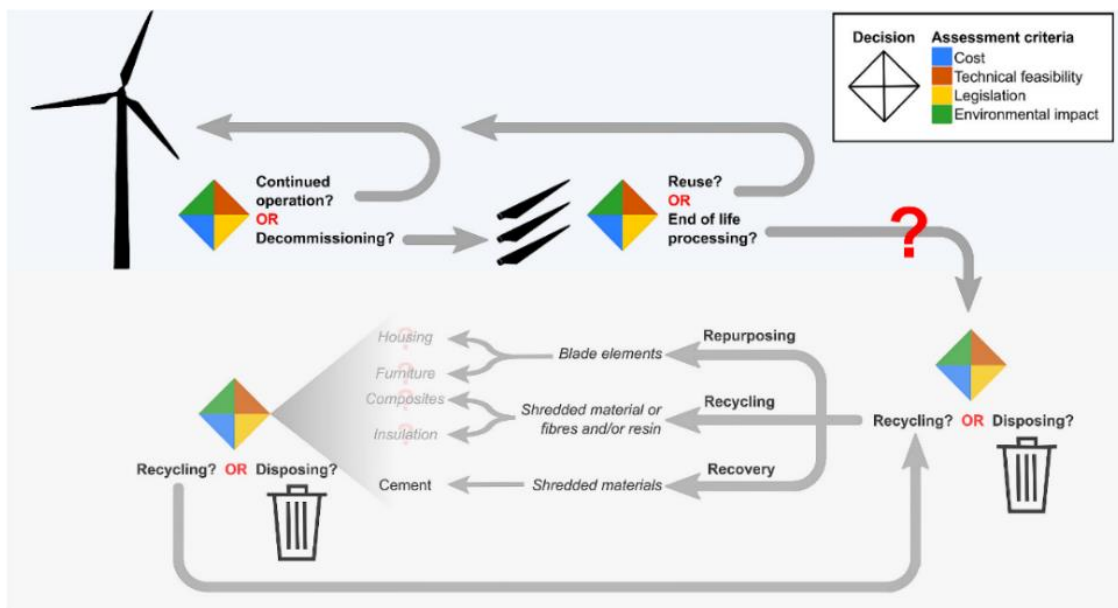 Decision
Assessment criteria
Cost
Technical feasibility
Legislation
Environmental impact
Continued
operation?
OR
Decommissioning?
Reuse?
OR
End of life
processing?
?
Housing
?
Furniture
?
Composites
?
Insulation
?
Cement
Blade elements
Shredded material or
fibres and/or resin
Shredded materials
Repurposing
Recycling
Recovery
Recycling? OR Disposing?
Recycling? OR Disposing?